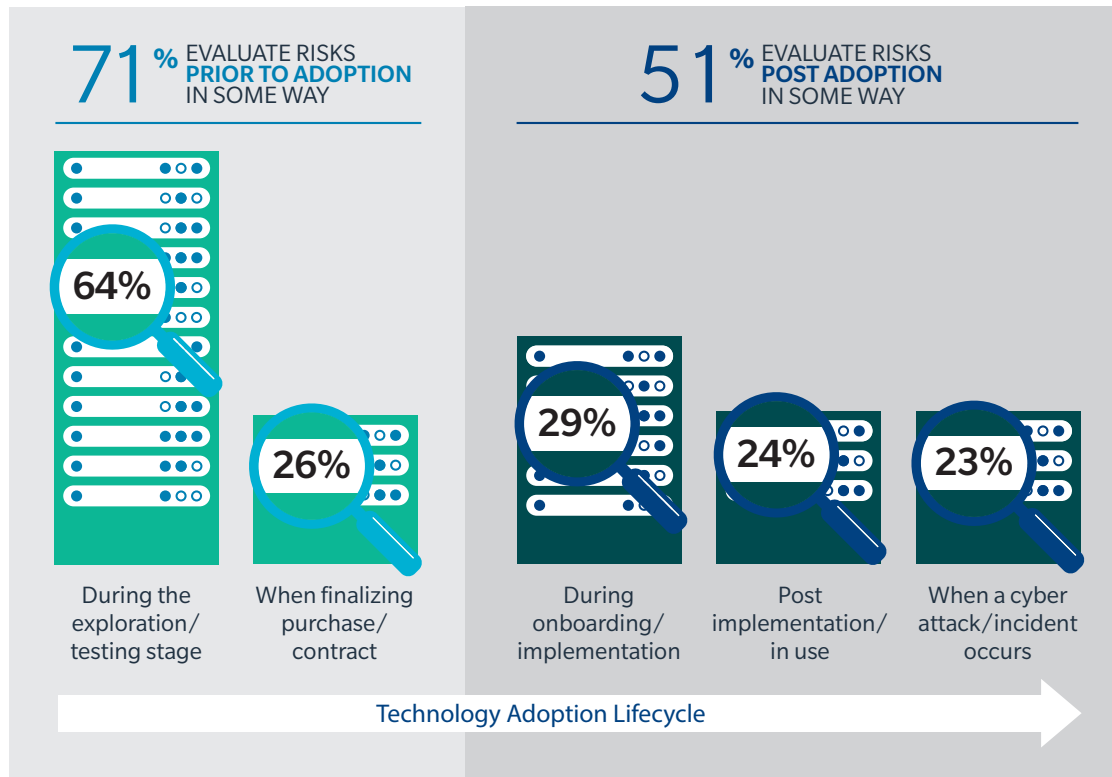 71% EVALUATE RISKS
PRIOR TO ADOPTION
IN SOME WAY
51% EVALUATE RISKS
POST ADOPTION
IN SOME WAY
64%
26%
29%
24%
23%
During the
exploration/
testing stage
When finalizing
purchase/
contract
During
onboarding/
implementation
Post
implementation/
in use
When a cyber
attack/incident
occurs
Technology Adoption Lifecycle